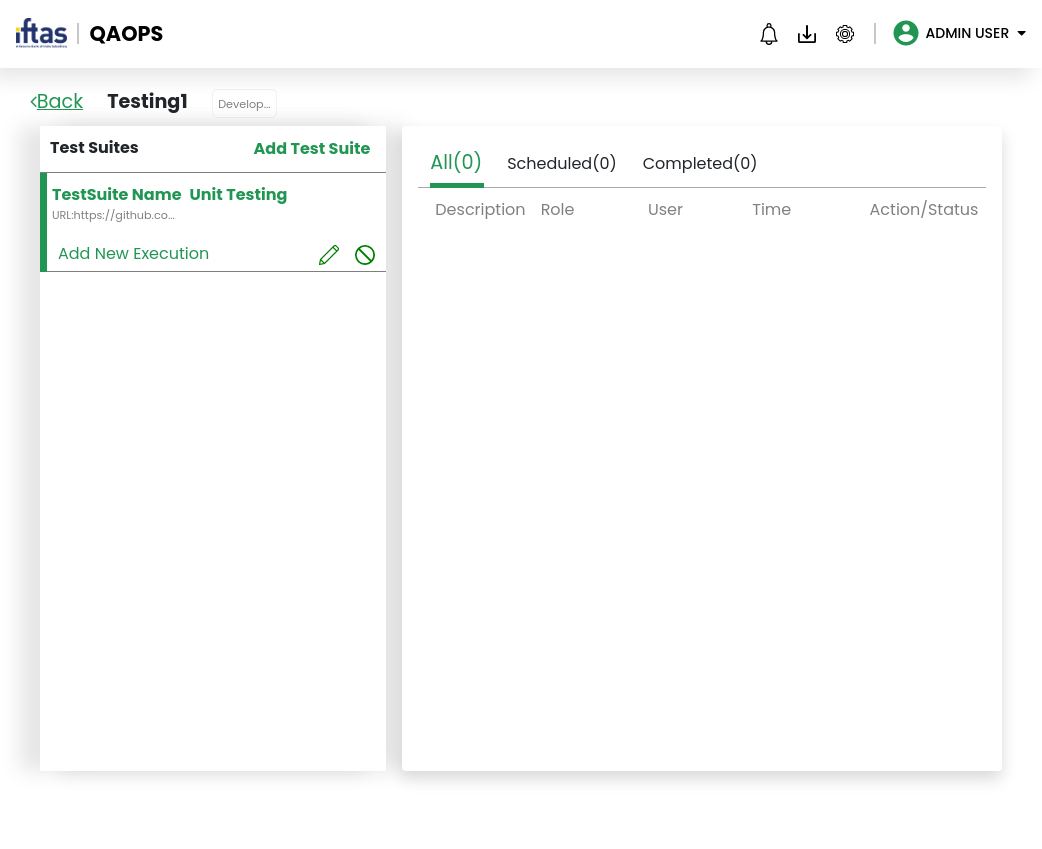 iftas QAOPS ADMIN USER
Back Testing1 Develop...
Test Suites Add Test Suite
TestSuite Name Unit Testing
URL:https://github.co...
Add New Execution
All(0) Scheduled(0) Completed(0)
Description Role User Time Action/Status